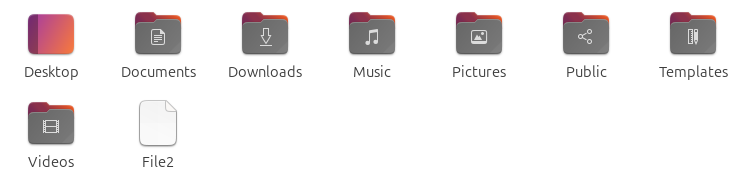 Desktop Documents Downloads Music Pictures Public Templates
Videos File2